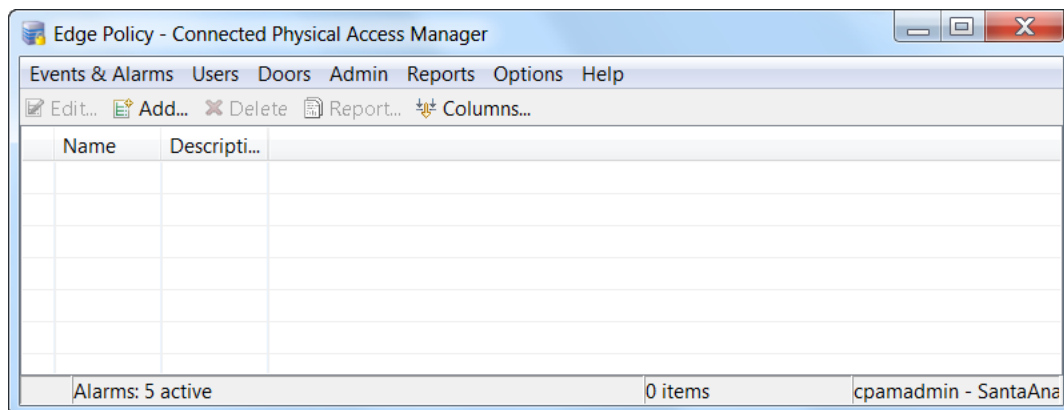 Edge Policy - Connected Physical Access Manager
Events & Alarms Users Doors Admin Reports Options Help
Edit... Add... Delete Report... Columns...
Name Descripti...
Alarms: 5 active 0 items cpamadmin - SantaAna